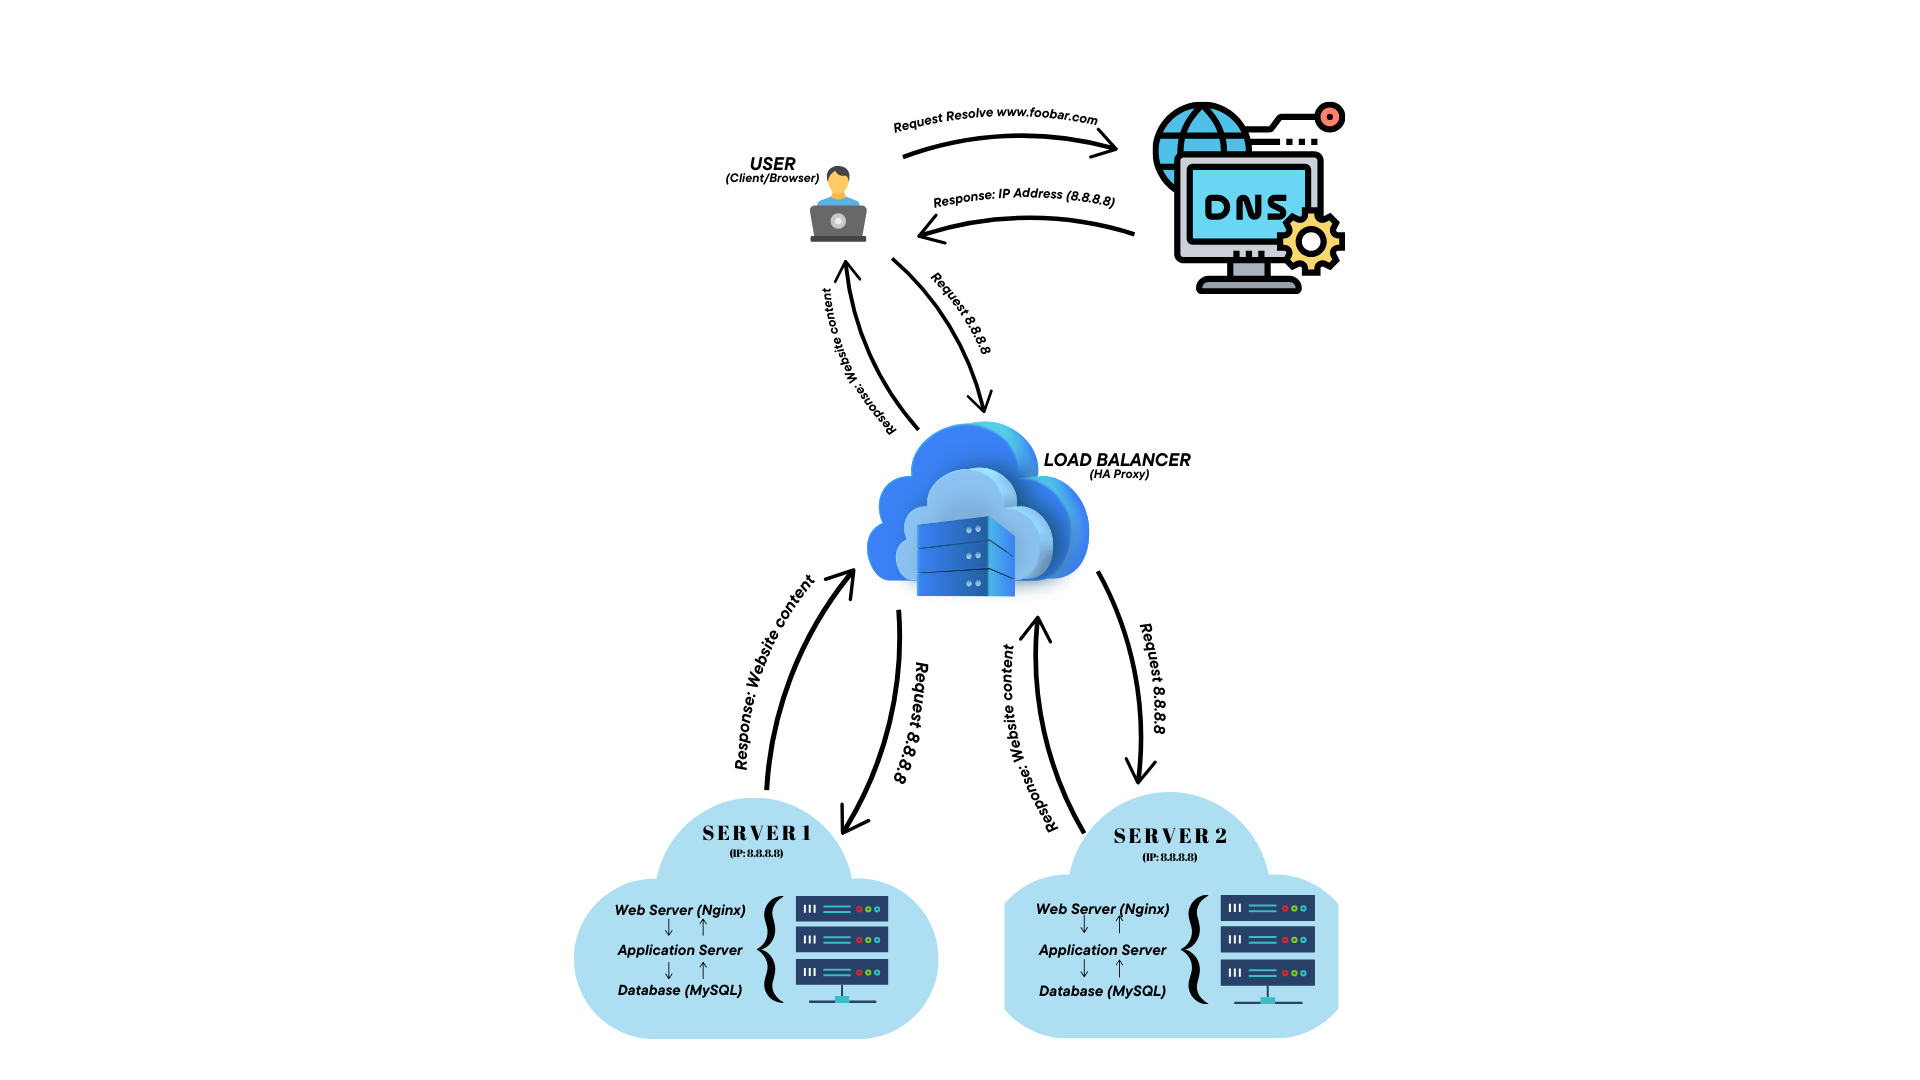 Request Resolve www.foobar.com
USER
(Client/Browser)
DNS
Response: IP Address (8.8.8.8)
Request 8.8.8.8
Response: Website content
LOAD BALANCER
(HA Proxy)
Response: Website content
Request 8.8.8.8
Response: Website content
Request 8.8.8.8
SERVER 1
(IP: 8.8.8.8)
Web Server (Nginx)
Application Server
Database (MySQL)
SERVER 2
(IP: 8.8.8.8)
Web Server (Nginx)
Application Server
Database (MySQL)